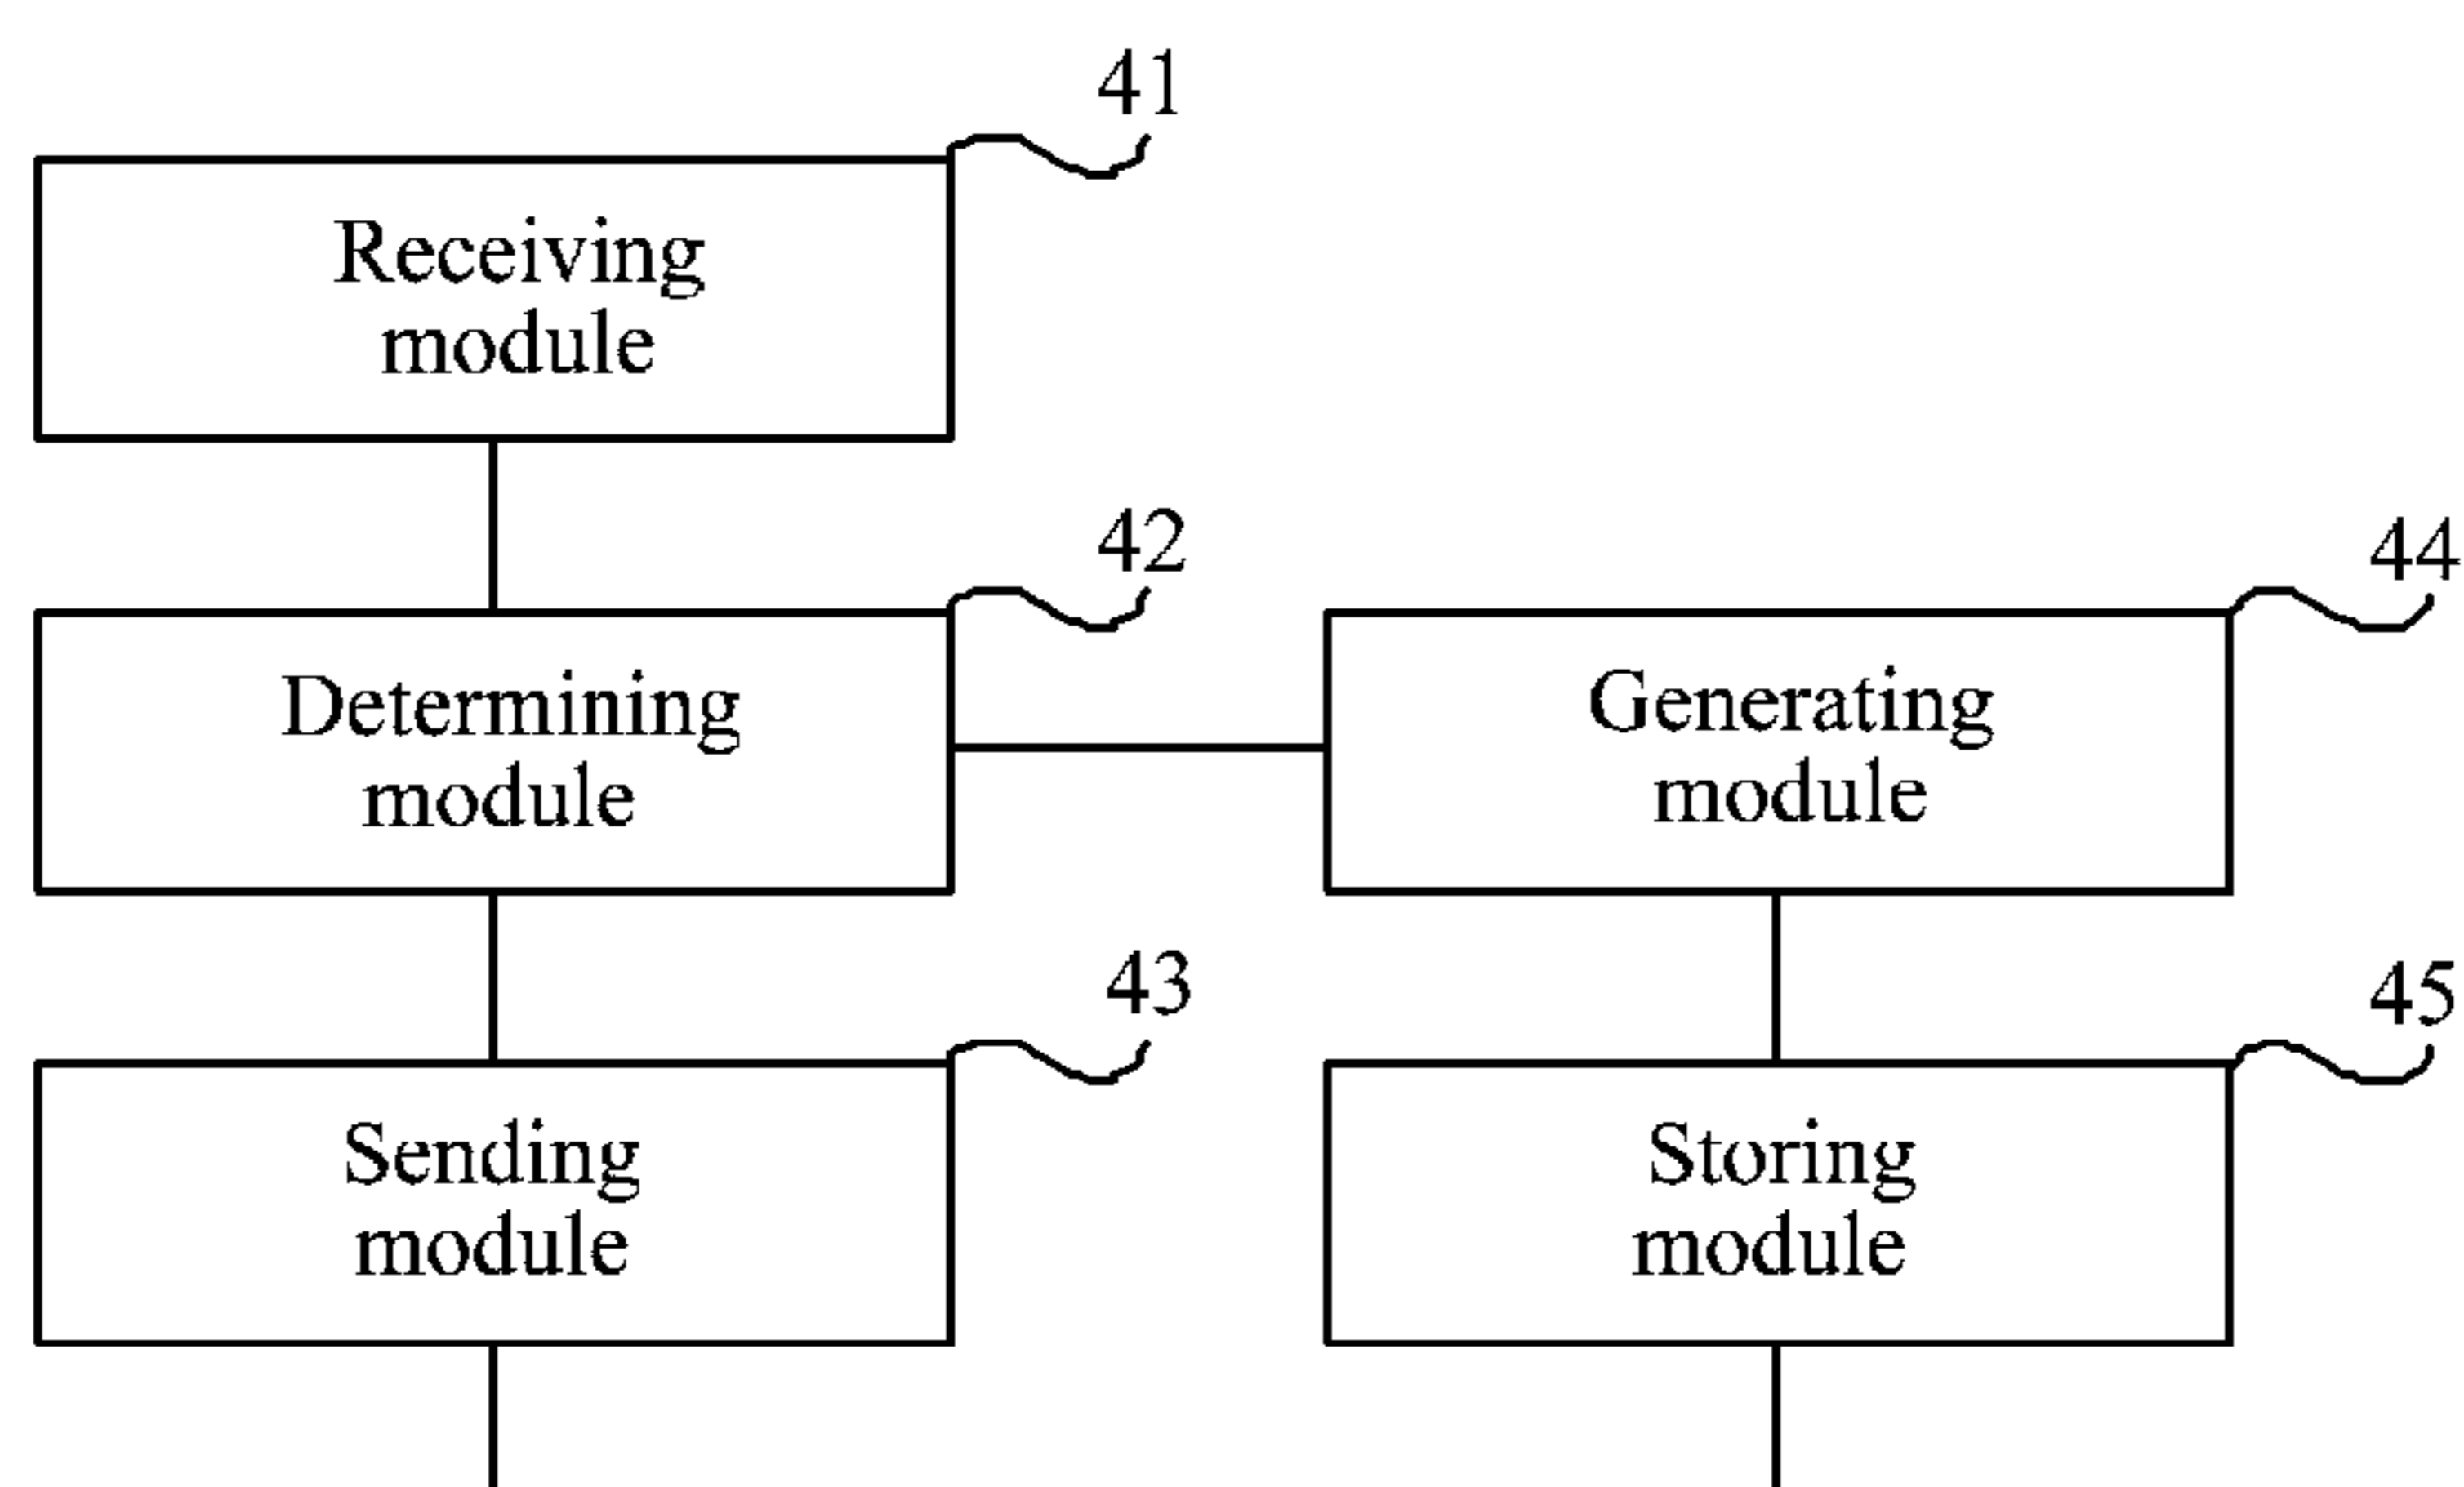 41
Receiving
module
42
Determining
module
44
Generating
module
43
Sending
module
45
Storing
module